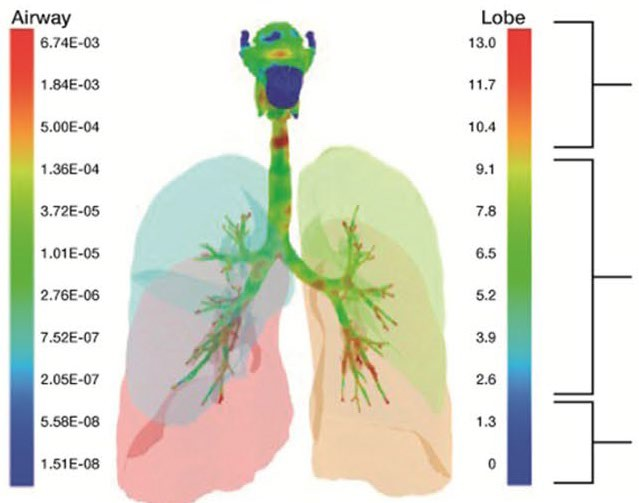 Airway
6.74E-03
1.84E-03
5.00E-04
1.36E-04
3.72E-05
1.01E-05
2.76E-06
7.52E-07
2.05E-07
5.58E-08
1.51E-08
Lobe
13.0
11.7
10.4
9.1
7.8
6.5
5.2
3.9
2.6
1.3
0